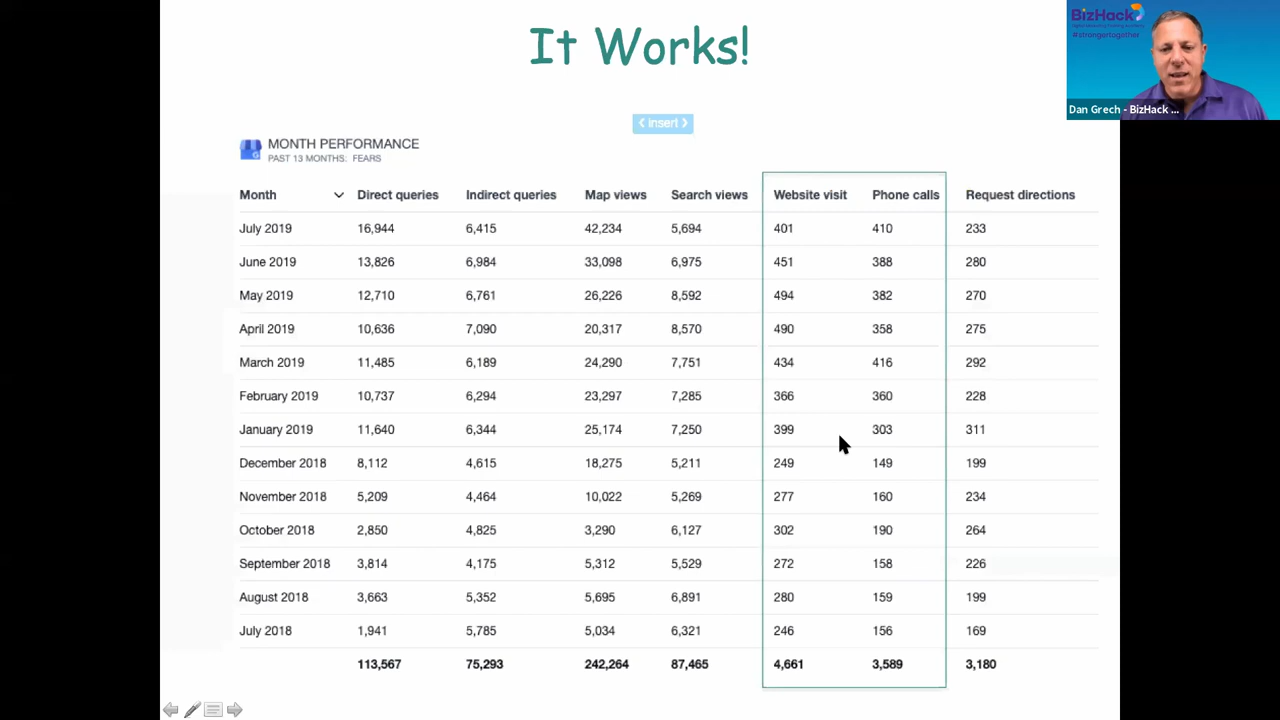 It Works!
BizHack
#strongertogether
Dan Grech - BizHack ...
< insert >
MONTH PERFORMANCE
PAST 13 MONTHS: FEARS
Month Direct queries Indirect queries Map views Search views Website visit Phone calls Request directions
July 2019 16,944 6,415 42,234 5,694 401 410 233
June 2019 13,826 6,984 33,098 6,975 451 388 280
May 2019 12,710 6,761 26,226 8,592 494 382 270
April 2019 10,636 7,090 20,317 8,570 490 358 275
March 2019 11,485 6,189 24,290 7,751 434 416 292
February 2019 10,737 6,294 23,297 7,285 366 360 228
January 2019 11,640 6,344 25,174 7,250 399 303 311
December 2018 8,112 4,615 18,275 5,211 249 149 199
November 2018 5,209 4,464 10,022 5,269 277 160 234
October 2018 2,850 4,825 3,290 6,127 302 190 264
September 2018 3,814 4,175 5,312 5,529 272 158 226
August 2018 3,663 5,352 5,695 6,891 280 159 199
July 2018 1,941 5,785 5,034 6,321 246 156 169
113,567 75,293 242,264 87,465 4,661 3,589 3,180